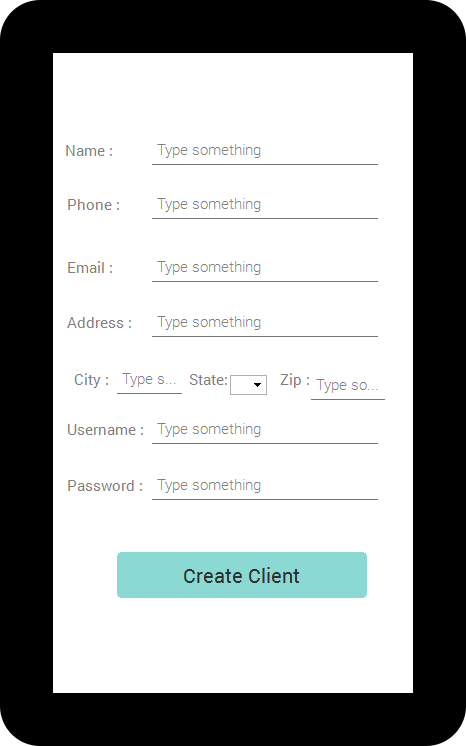 Name : Type something
Phone : Type something
Email : Type something
Address : Type something
City : Type s... State: Zip : Type so...
Username : Type something
Password : Type something
Create Client